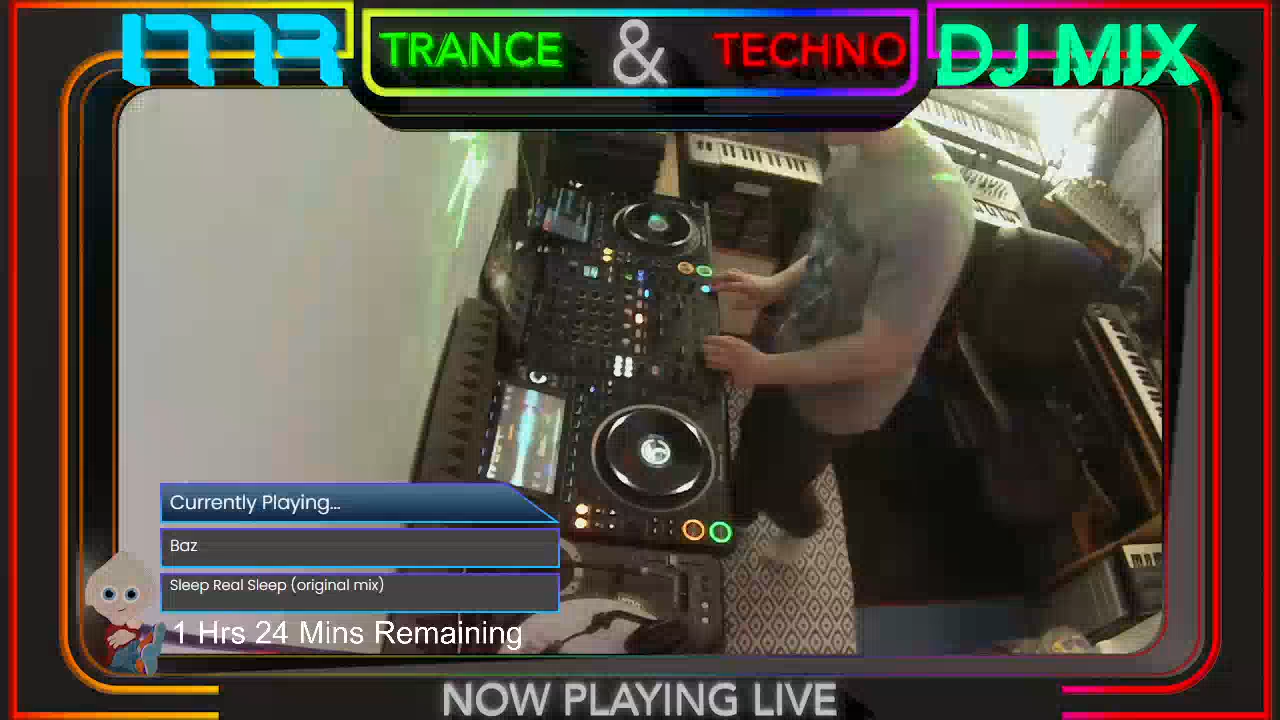 TRANCE & TECHNO DJ MIX
Currently Playing...
Baz
Sleep Real Sleep (original mix)
1 Hrs 24 Mins Remaining
NOW PLAYING LIVE